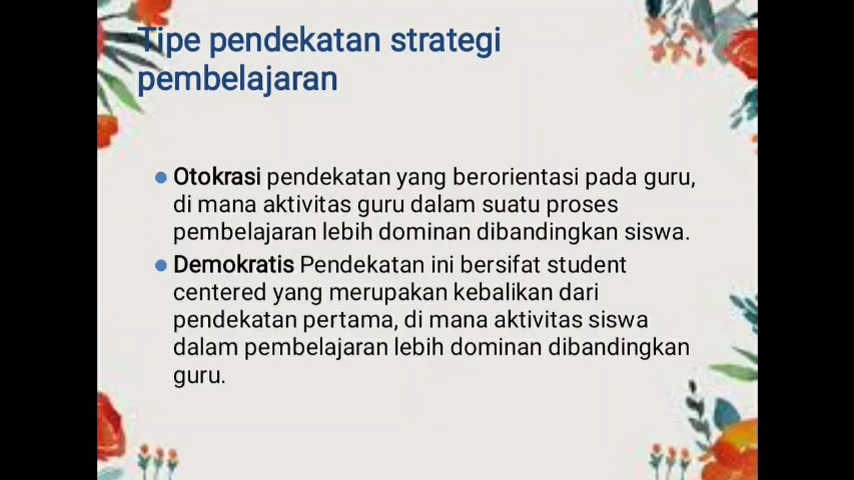 Tipe pendekatan strategi
pembelajaran
Otokrasi pendekatan yang berorientasi pada guru,
di mana aktivitas guru dalam suatu proses
pembelajaran lebih dominan dibandingkan siswa.
Demokratis Pendekatan ini bersifat student
centered yang merupakan kebalikan dari
pendekatan pertama, di mana aktivitas siswa
dalam pembelajaran lebih dominan dibandingkan
guru.